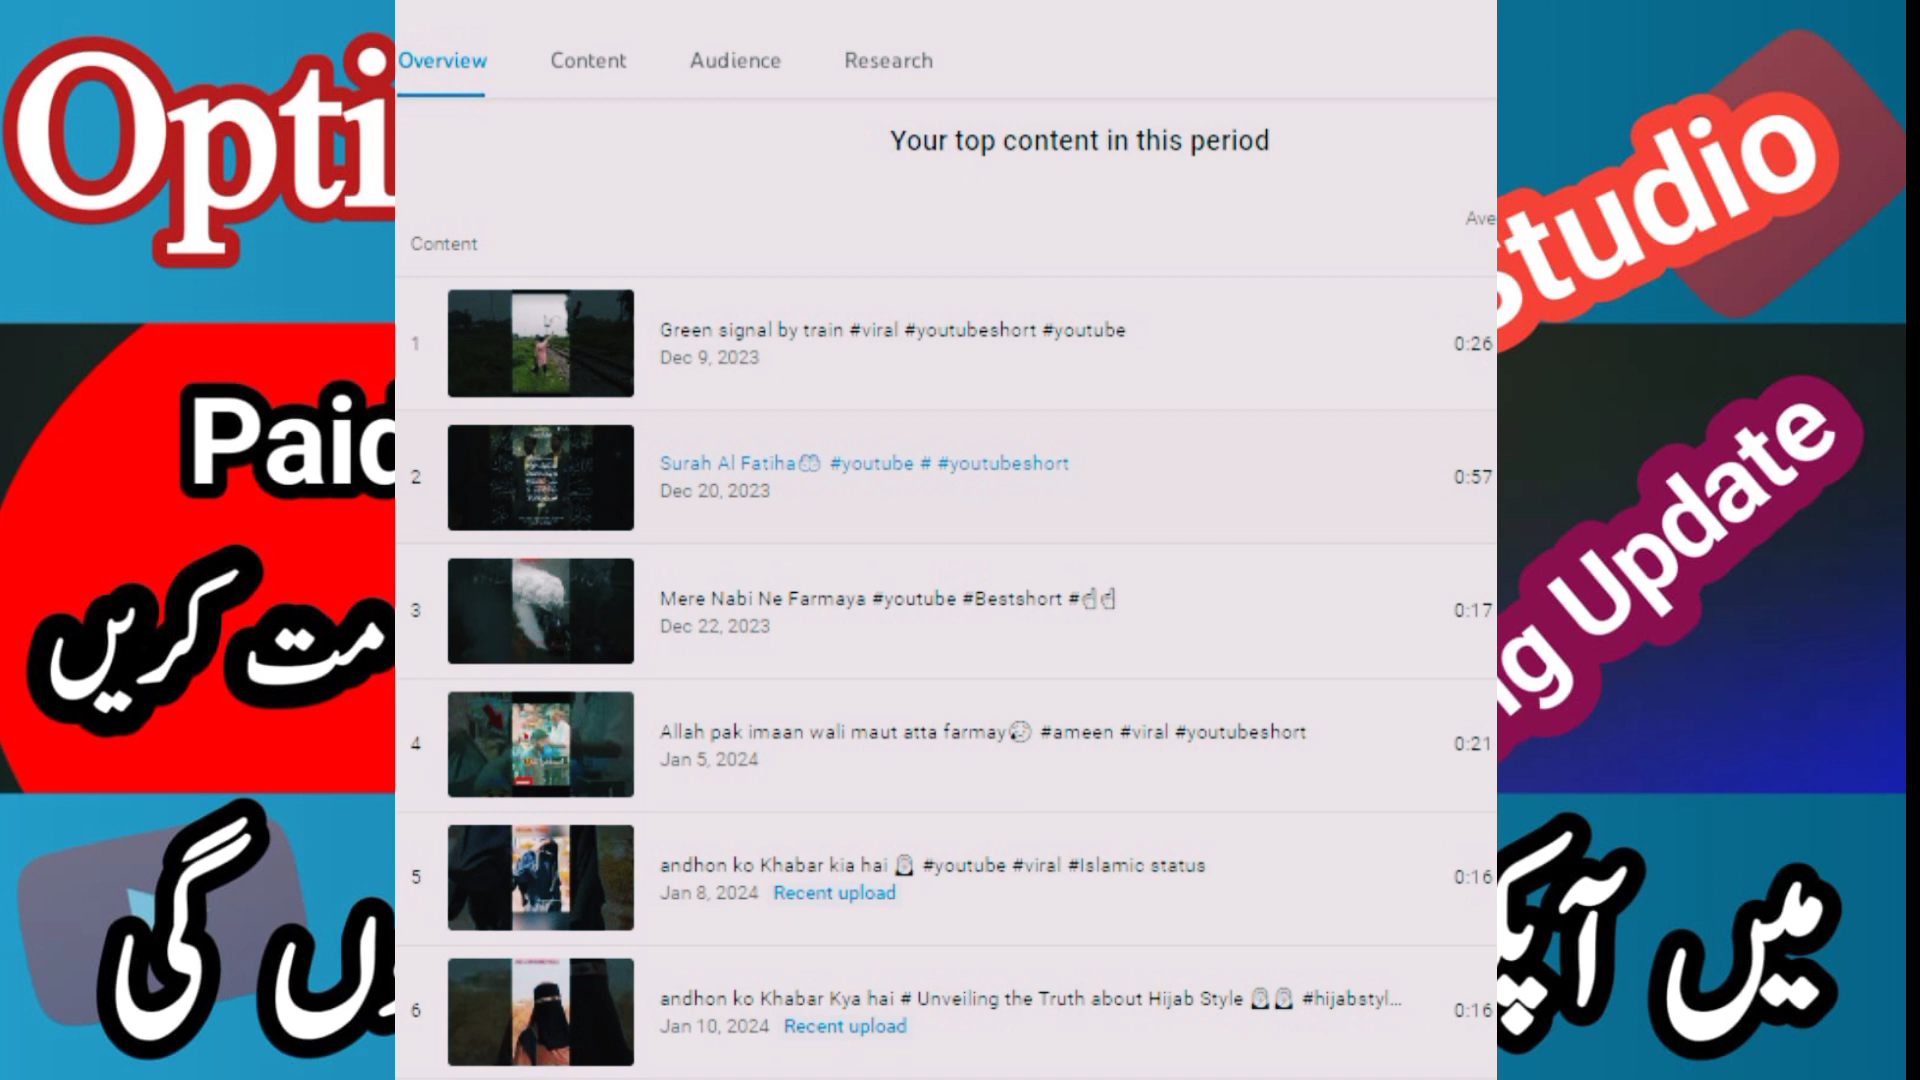 Opti
Overview Content Audience Research
Your top content in this period
Studio
Content
Ave
1 Green signal by train #viral #youtubeshort #youtube 0:26
Dec 9, 2023
Paid
2 Surah Al Fatiha🤲 #youtube # #youtubeshort 0:57
Dec 20, 2023
ng Update
مت کریں
3 Mere Nabi Ne Farmaya #youtube #Bestshort #☝☝ 0:17
Dec 22, 2023
4 Allah pak imaan wali maut atta farmay #ameen #viral #youtubeshort 0:21
Jan 5, 2024
5 andhon ko Khabar kia hai #youtube #viral #Islamic status 0:16
Jan 8, 2024 Recent upload
میں آپک
وں گی
6 andhon ko Khabar Kya hai # Unveiling the Truth about Hijab Style #hijabstyl... 0:16
Jan 10, 2024 Recent upload